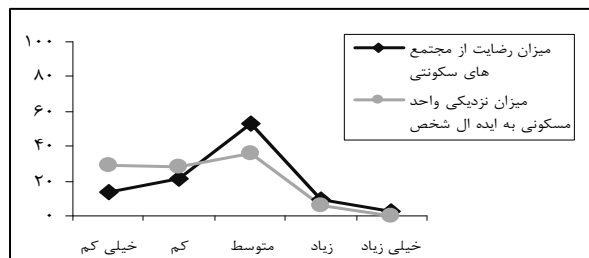 ۱۰۰
۸۰
۶۰
۴۰
۲۰
۰
میزان رضایت از مجتمع
های سکونتی
میزان نزدیکی واحد
مسکونی به ایده ال شخص
خیلی کم کم متوسط زیاد خیلی زیاد